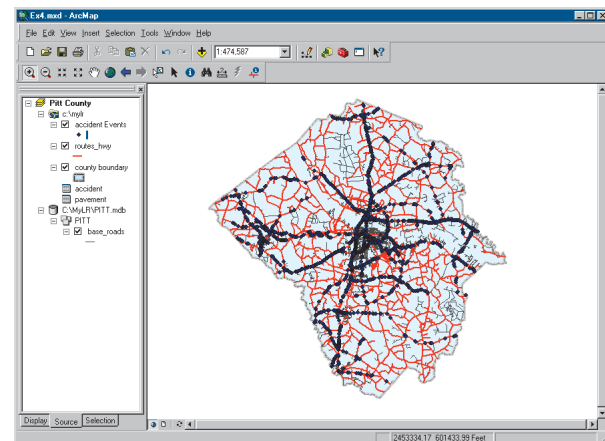 Ex4.mxd - ArcMap
File Edit View Insert Selection Tools Window Help
1:474,587
Pitt County
c:\mylr
accident Events
routes_hwy
county boundary
accident
pavement
C:\MyLR\PITT.mdb
PITT
base_roads
Display Source Selection
2453334.17 601433.99 Feet